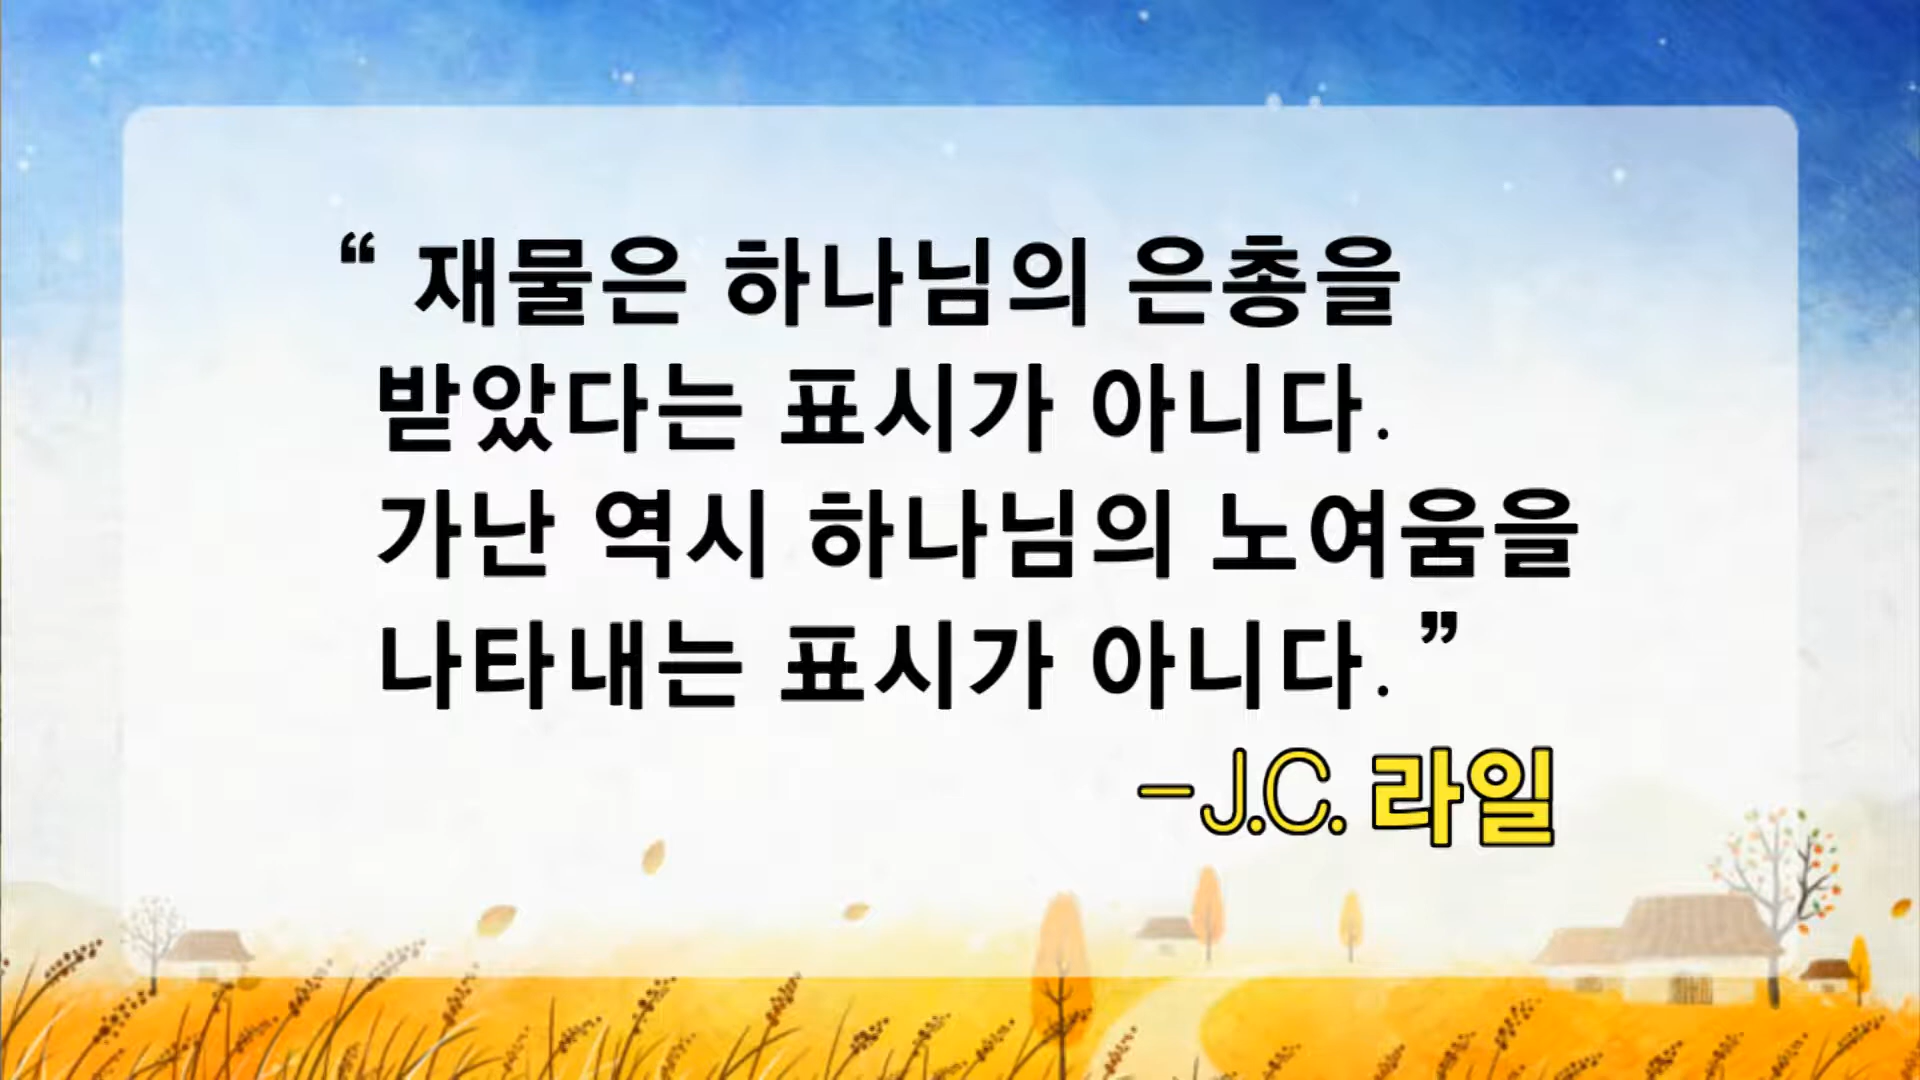 “ 재물은 하나님의 은총을
받았다는 표시가 아니다.
가난 역시 하나님의 노여움을
나타내는 표시가 아니다. ”
-J.C. 라일